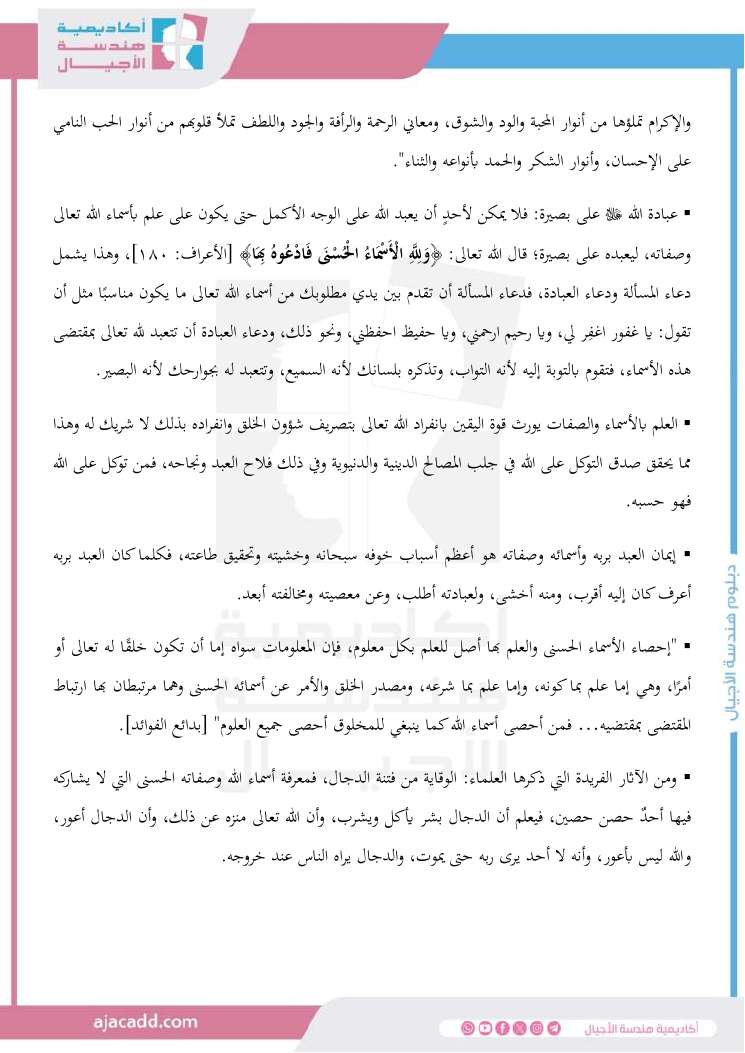 أكاديمية
هندسة
الأجيال
والإكرام تملؤها من أنوار المحبة والود والشوق، ومعاني الرحمة والرأفة والجود واللطف تملأ قلوبهم من أنوار الحب النامي
على الإحسان، وأنوار الشكر والحمد بأنواعه والثناء".
▪ عبادة الله ﷻ على بصيرة: فلا يمكن لأحدٍ أن يعبد الله على الوجه الأكمل حتى يكون على علم بأسماء الله تعالى
وصفاته، ليعبده على بصيرة؛ قال الله تعالى: ﴿وَلِلَّهِ الْأَسْمَاءُ الْحُسْنَى فَادْعُوهُ بِهَا﴾ [الأعراف: ١٨٠]، وهذا يشمل
دعاء المسألة ودعاء العبادة، فدعاء المسألة أن تقدم بين يدي مطلوبك من أسماء الله تعالى ما يكون مناسبًا مثل أن
تقول: يا غفور اغفِر لي، ويا رحيم ارحمني، ويا حفيظ احفظني، ونحو ذلك، ودعاء العبادة أن تتعبد لله تعالى بمقتضى
هذه الأسماء، فتقوم بالتوبة إليه لأنه التواب، وتذكره بلسانك لأنه السميع، وتتعبد له بجوارحك لأنه البصير.
▪ العلم بالأسماء والصفات يورث قوة اليقين بانفراد الله تعالى بتصريف شؤون الخلق وانفراده بذلك لا شريك له وهذا
مما يحقق صدق التوكل على الله في جلب المصالح الدينية والدنيوية وفي ذلك فلاح العبد ونجاحه، فمن توكل على الله
فهو حسبه.
▪ إيمان العبد بربه وأسمائه وصفاته هو أعظم أسباب خوفه سبحانه وخشيته وتحقيق طاعته، فكلما كان العبد بربه
أعرف كان إليه أقرب، ومنه أخشى، ولعبادته أطلب، وعن معصيته ومخالفته أبعد.
▪ "إحصاء الأسماء الحسنى والعلم بها أصل للعلم بكل معلوم، فإن المعلومات سواه إما أن تكون خلقًا له تعالى أو
أمرًا، وهي إما علم بما كونه، وإما علم بما شرعه، ومصدر الخلق والأمر عن أسمائه الحسنى وهما مرتبطان بها ارتباط
المقتضى بمقتضيه... فمن أحصى أسماء الله كما ينبغي للمخلوق أحصى جميع العلوم" [بدائع الفوائد].
▪ ومن الآثار الفريدة التي ذكرها العلماء: الوقاية من فتنة الدجال، فمعرفة أسماء الله وصفاته الحسنى التي لا يشاركه
فيها أحدٌ حصن حصين، فيعلم أن الدجال بشر يأكل ويشرب، وأن الله تعالى منزه عن ذلك، وأن الدجال أعور،
والله ليس بأعور، وأنه لا أحد يرى ربه حتى يموت، والدجال يراه الناس عند خروجه.
دبلوم هندسة الأجيال
أكاديمية
هندسة
الأجيال
أكاديمية هندسة الأجيال
ajacadd.com